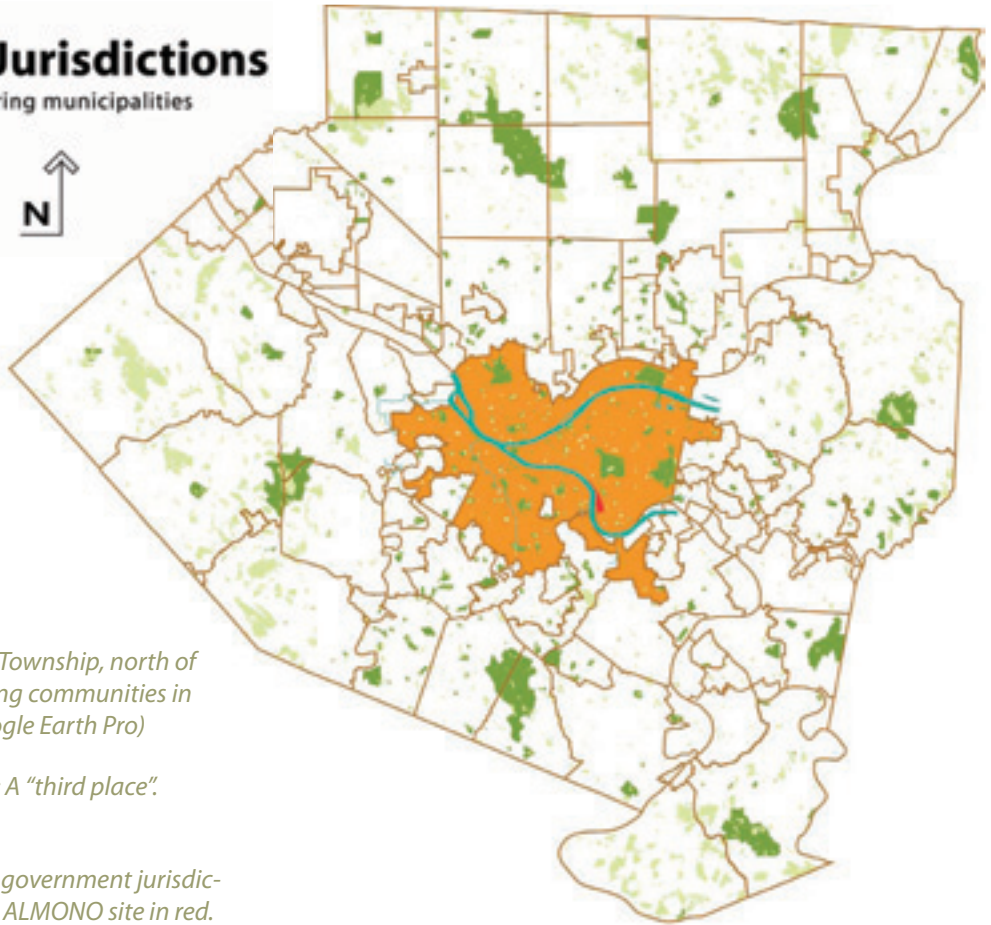 Jurisdictions
ring municipalities
N
Township, north of
ng communities in
gle Earth Pro)
A “third place”.
government jurisdic-
ALMONO site in red.